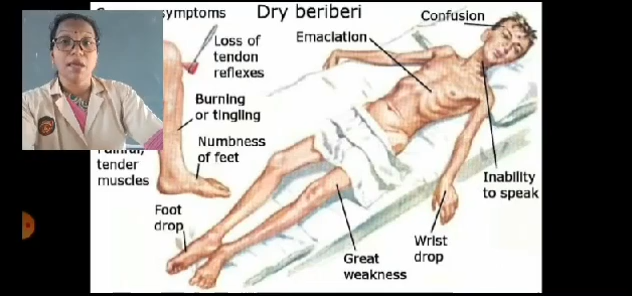 symptoms
Dry beriberi
Confusion
Emaciation
Loss of
tendon
reflexes
Burning
or tingling
Numbness
of feet
tender
muscles
Foot
drop
Great
weakness
Wrist
drop
Inability
to speak